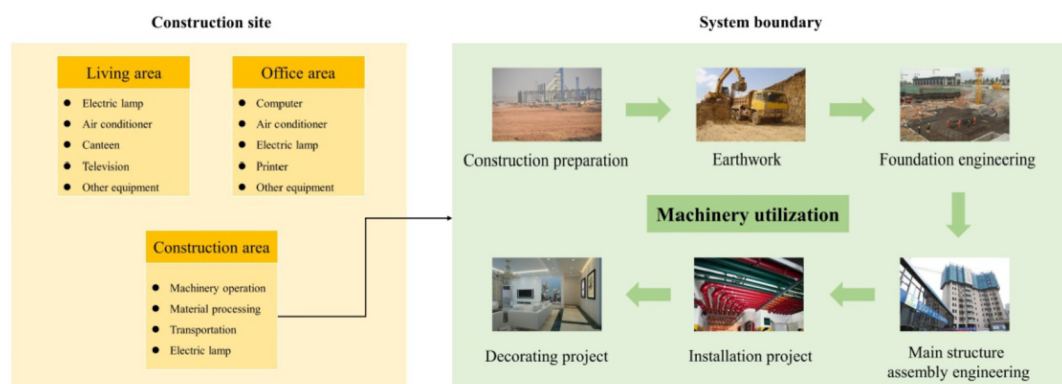 Construction site
Living area
Electric lamp
Air conditioner
Canteen
Television
Other equipment
Office area
Computer
Air conditioner
Electric lamp
Printer
Other equipment
Construction area
Machinery operation
Material processing
Transportation
Electric lamp
System boundary
Construction preparation
Earthwork
Foundation engineering
Machinery utilization
Decorating project
Installation project
Main structure
assembly engineering